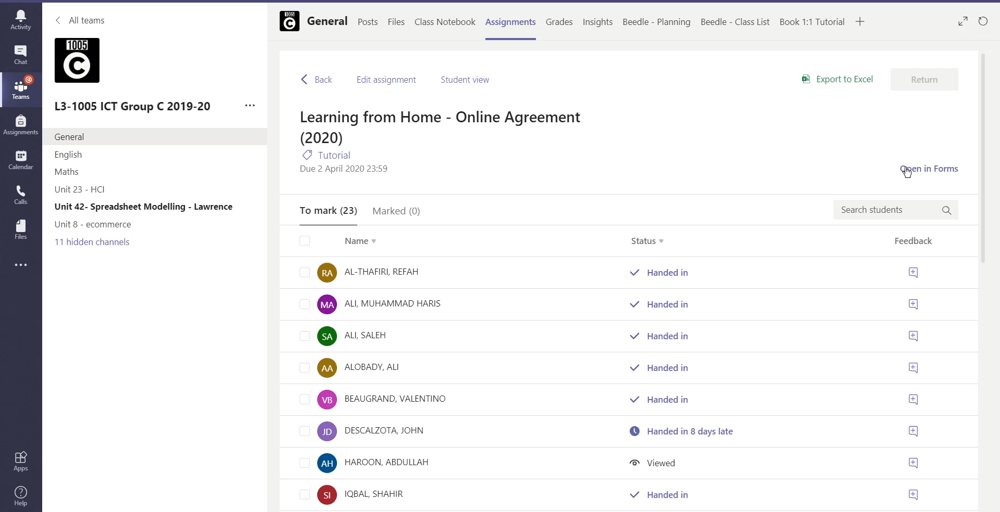 Activity
Chat
@
Teams
Assignments
Calendar
Calls
Files
Apps
Help
All teams
1005
C
L3-1005 ICT Group C 2019-20
General
English
Maths
Unit 23 - HCI
Unit 42- Spreadsheet Modelling - Lawrence
Unit 8 - ecommerce
11 hidden channels
1005
C
General Posts Files Class Notebook Assignments Grades Insights Beedle - Planning Beedle - Class List Book 1:1 Tutorial
Back Edit assignment Student view Export to Excel Return
Learning from Home - Online Agreement
(2020)
Tutorial
Due 2 April 2020 23:59
Open in Forms
To mark (23) Marked (0) Search students
Name Status Feedback
RA AL-THAFIRI, REFAH Handed in
MA ALI, MUHAMMAD HARIS Handed in
SA ALI, SALEH Handed in
AA ALOBADY, ALI Handed in
VB BEAUGRAND, VALENTINO Handed in
JD DESCALZOTA, JOHN Handed in 8 days late
AH HAROON, ABDULLAH Viewed
SI IQBAL, SHAHIR Handed in